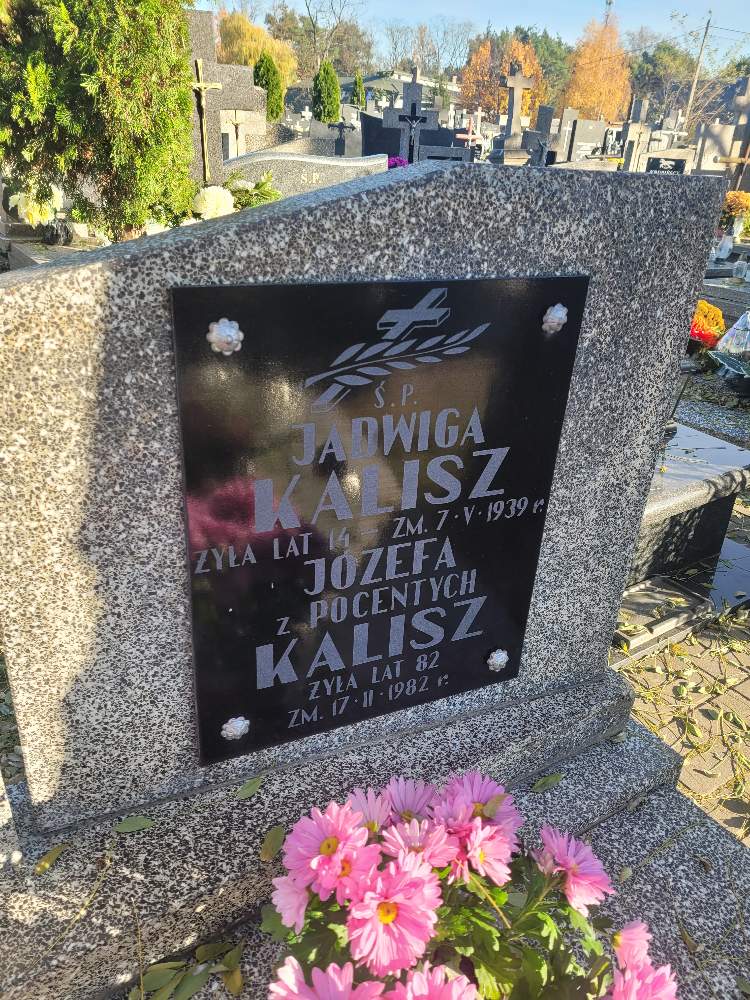 Ś.P.
JADWIGA
KALISZ
ŻYŁA LAT 14 – ZM. 7·V·1939 r.
JÓZEFA
z POCENTYCH
KALISZ
ŻYŁA LAT 82
ZM. 17·II·1982 r.